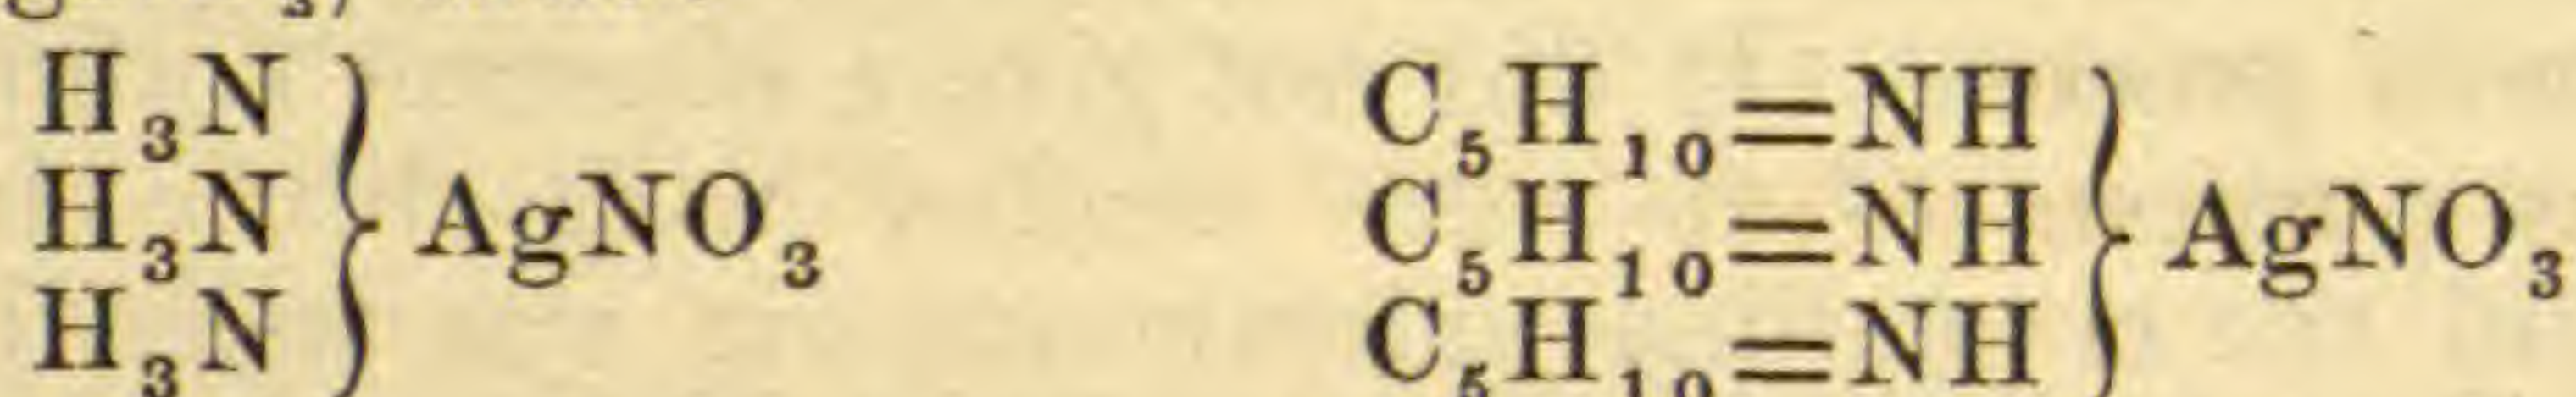 H₃N
H₃N } AgNO₃
H₃N
C₅H₁₀=NH
C₅H₁₀=NH } AgNO₃
C₅H₁₀=NH